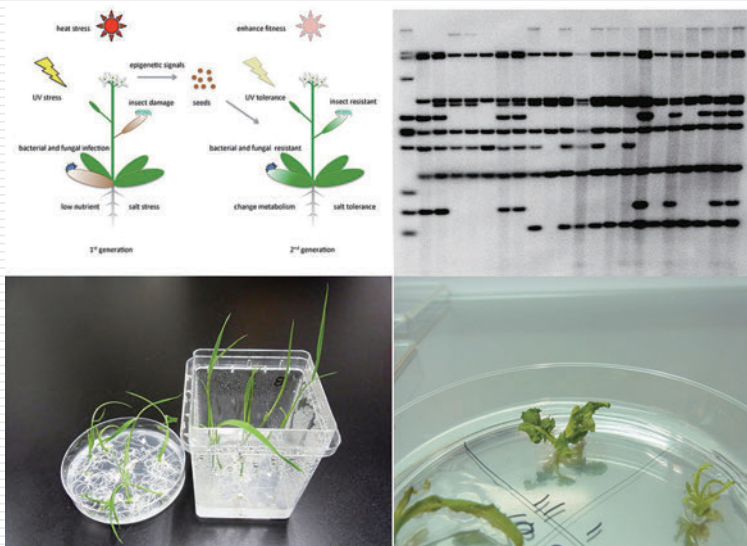 heat stress
enhance fitness
epigenetic signals
UV stress
insect damage
seeds
UV tolerance
insect resistant
bacterial and fungal infection
bacterial and fungal resistant
low nutrient
salt stress
change metabolism
salt tolerance
1st generation
2nd generation